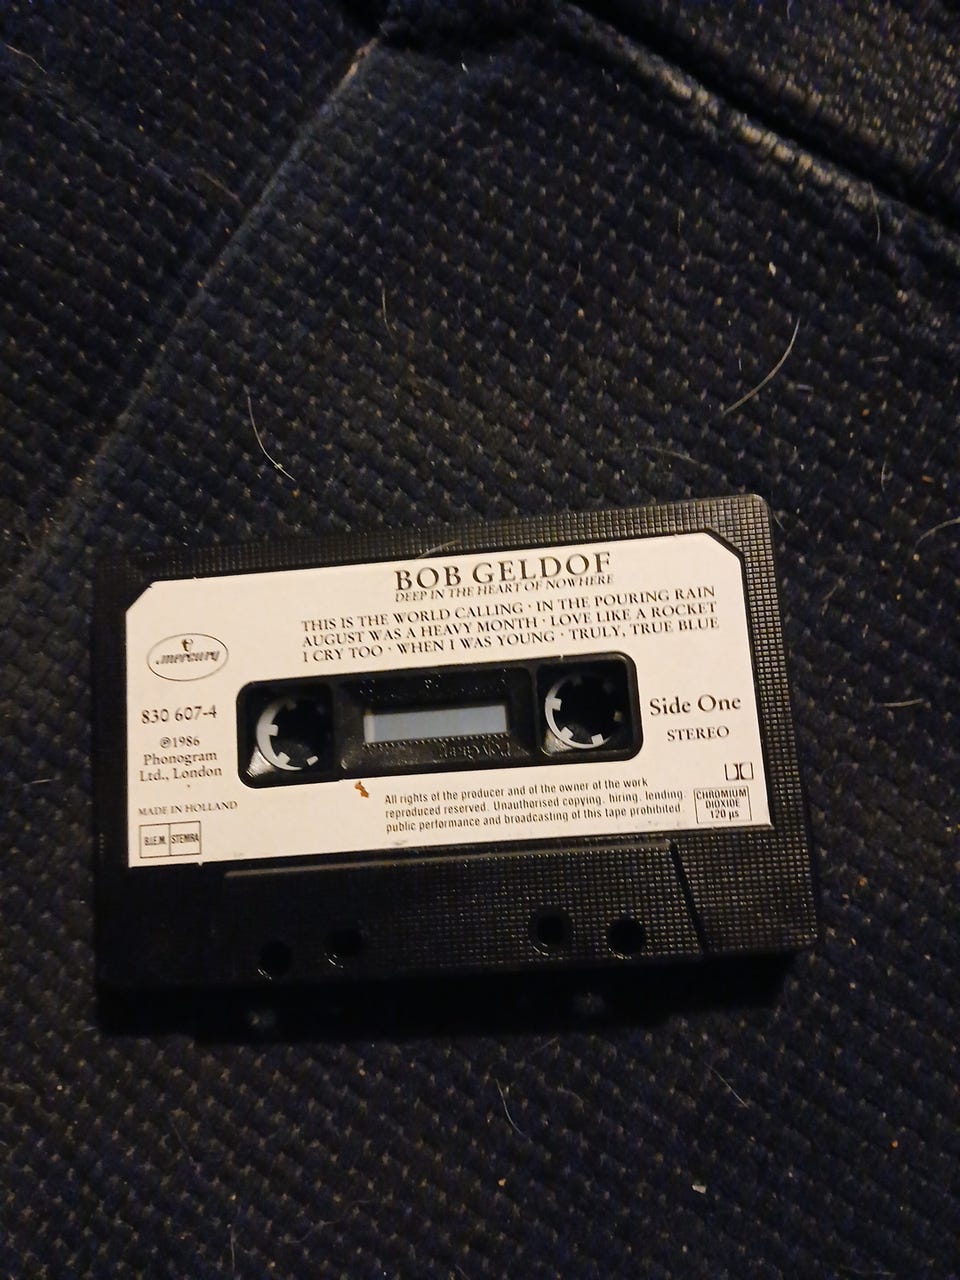 BOB GELDOF
DEEP IN THE HEART OF NOWHERE
THIS IS THE WORLD CALLING · IN THE POURING RAIN
AUGUST WAS A HEAVY MONTH · LOVE LIKE A ROCKET
I CRY TOO · WHEN I WAS YOUNG · TRULY, TRUE BLUE
mercury
830 607-4
℗1986
Phonogram
Ltd., London
MADE IN HOLLAND
B.I.E.M. STEMRA
Side One
STEREO
All rights of the producer and of the owner of the work
reproduced reserved. Unauthorised copying, hiring, lending,
public performance and broadcasting of this tape prohibited.
CHROMIUM
DIOXIDE
120 µs